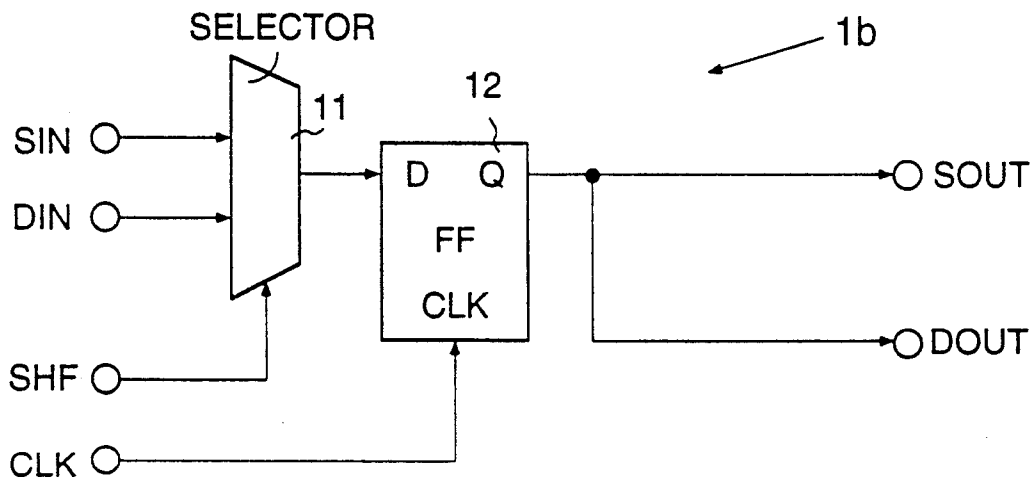 SELECTOR
1b
11
12
SIN
DIN
D Q
FF
CLK
SOUT
DOUT
SHF
CLK